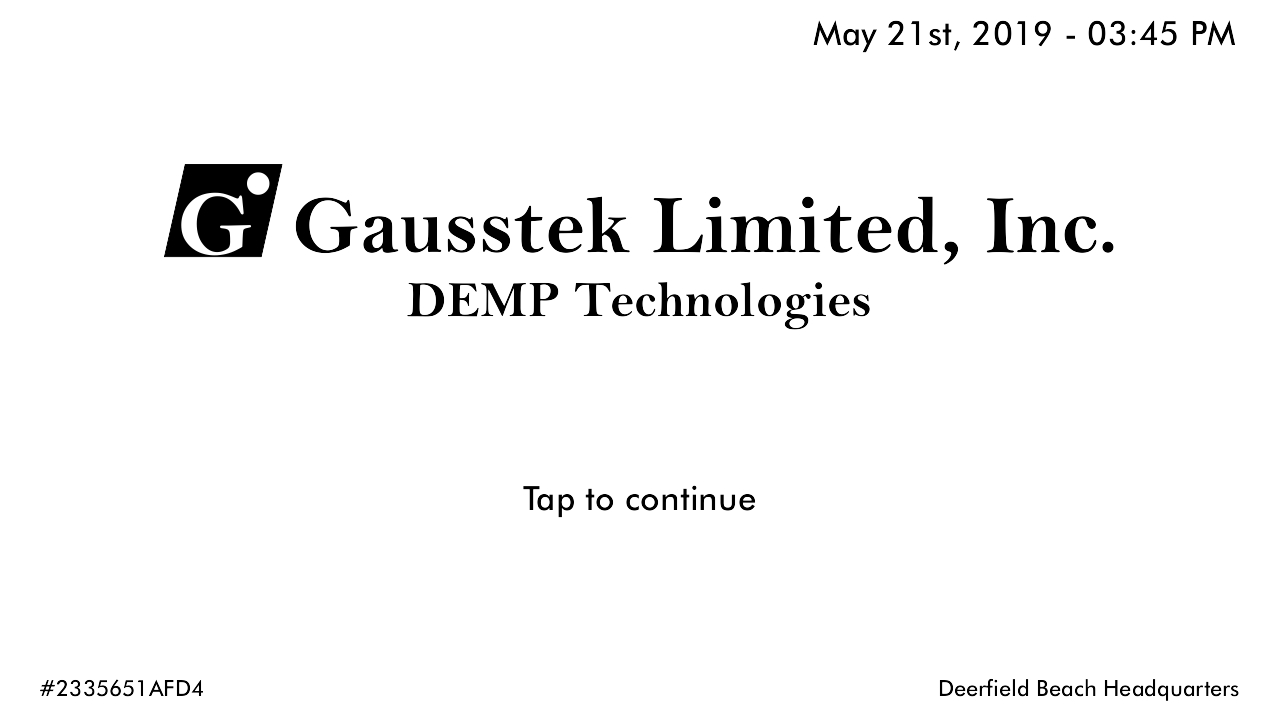 May 21st, 2019 - 03:45 PM
G Gausstek Limited, Inc.
DEMP Technologies
Tap to continue
#2335651AFD4
Deerfield Beach Headquarters